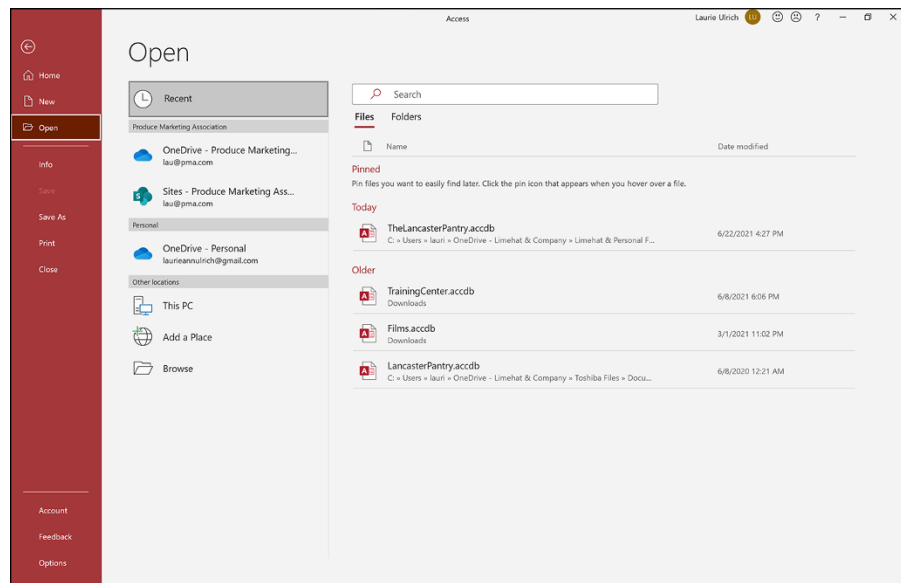 Access
Laurie Ulrich LU ?
Home
New
Open
Info
Save
Save As
Print
Close
Account
Feedback
Options
Open
Recent
Produce Marketing Association
OneDrive - Produce Marketing...
lau@pma.com
Sites - Produce Marketing Ass...
lau@pma.com
Personal
OneDrive - Personal
laurieannulrich@gmail.com
Other locations
This PC
Add a Place
Browse
Search
Files Folders
Name Date modified
Pinned
Pin files you want to easily find later. Click the pin icon that appears when you hover over a file.
Today
TheLancasterPantry.accdb
C: » Users » lauri » OneDrive - Limehat & Company » Limehat & Personal F...
6/22/2021 4:27 PM
Older
TrainingCenter.accdb
Downloads
6/8/2021 6:06 PM
Films.accdb
Downloads
3/1/2021 11:02 PM
LancasterPantry.accdb
C: » Users » lauri » OneDrive - Limehat & Company » Toshiba Files » Docu...
6/8/2020 12:21 AM